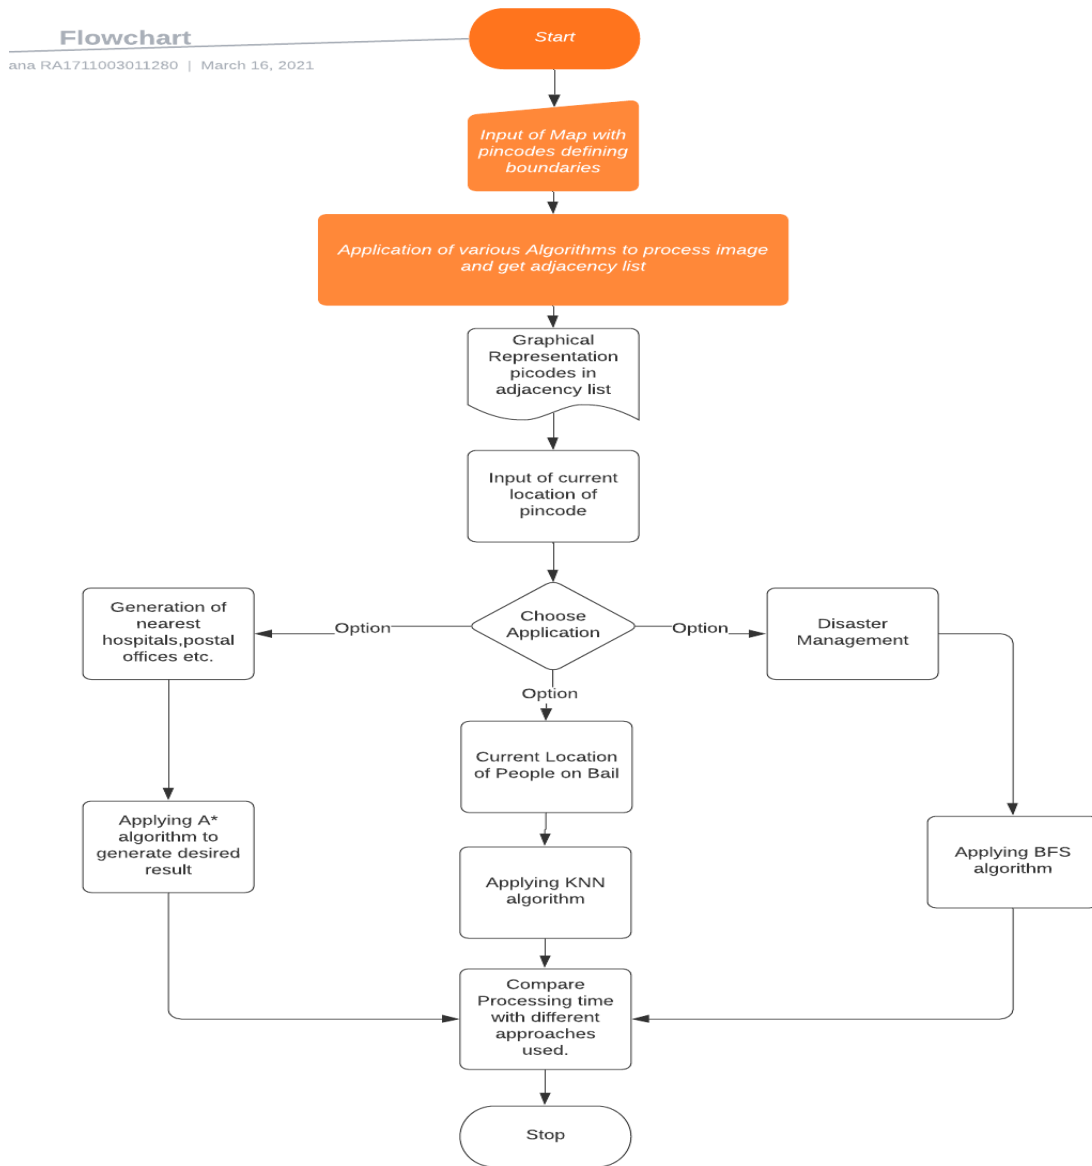 Flowchart
ana RA1711003011280 | March 16, 2021
Start
Input of Map with
pincodes defining
boundaries
Application of various Algorithms to process image
and get adjacency list
Graphical
Representation
picodes in
adjacency list
Input of current
location of
pincode
Choose
Application
Option
Option
Option
Generation of
nearest
hospitals,postal
offices etc.
Disaster
Management
Current Location
of People on Bail
Applying A*
algorithm to
generate desired
result
Applying KNN
algorithm
Applying BFS
algorithm
Compare
Processing time
with different
approaches
used.
Stop